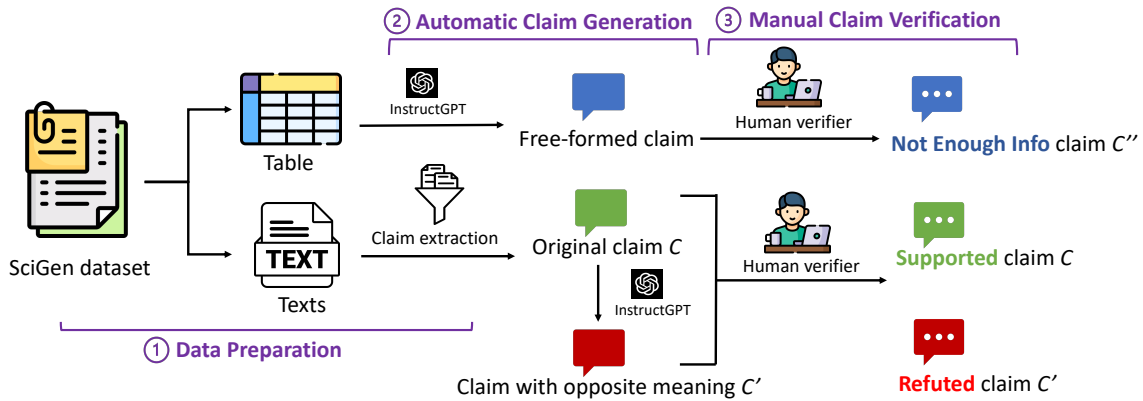 ② Automatic Claim Generation
③ Manual Claim Verification
InstructGPT
Human verifier
Table
Free-formed claim
Not Enough Info claim C''
SciGen dataset
Claim extraction
TEXT
Texts
Original claim C
Human verifier
Supported claim C
InstructGPT
① Data Preparation
Claim with opposite meaning C'
Refuted claim C'